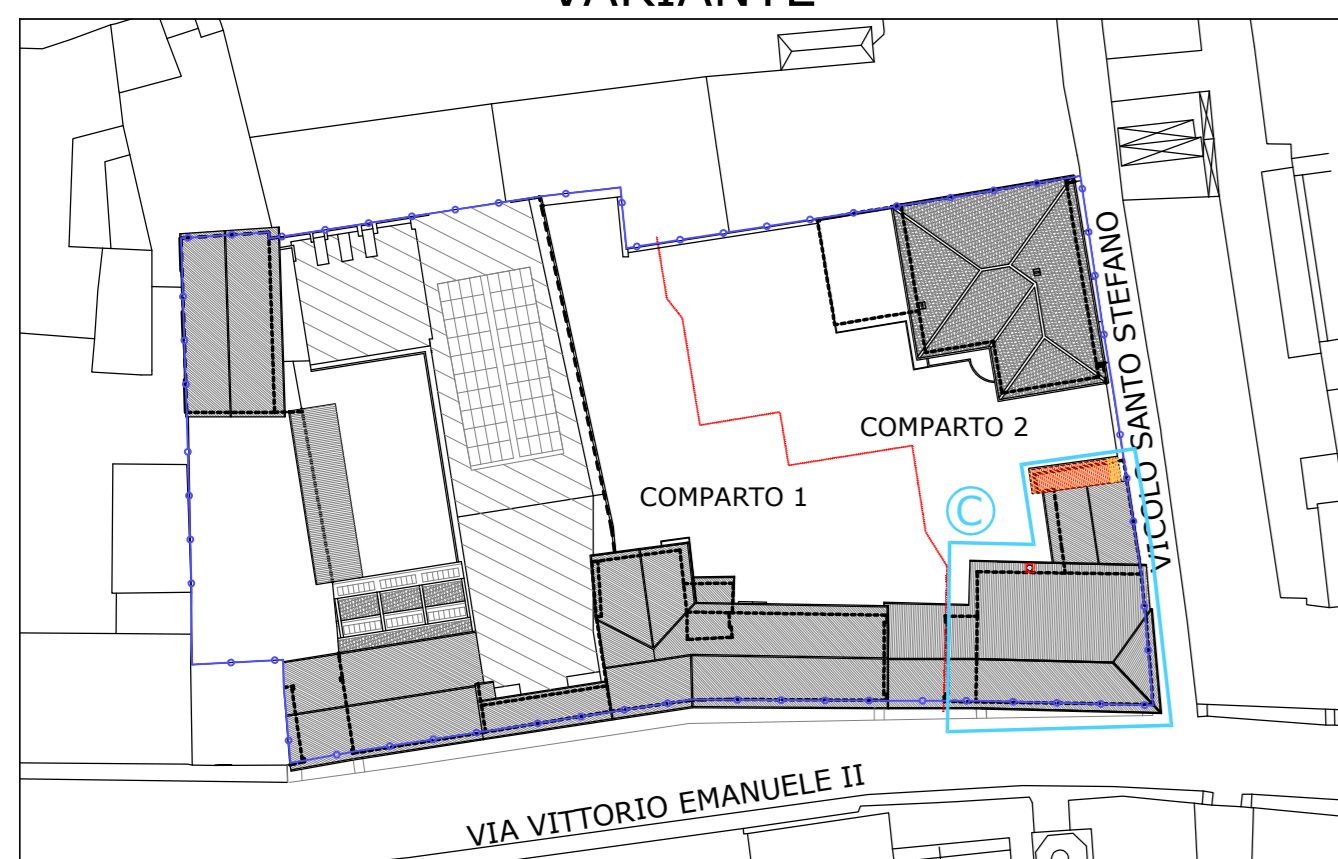 VARIANTE
VICOLO SANTO STEFANO
COMPARTO 2
COMPARTO 1
©
VIA VITTORIO EMANUELE II